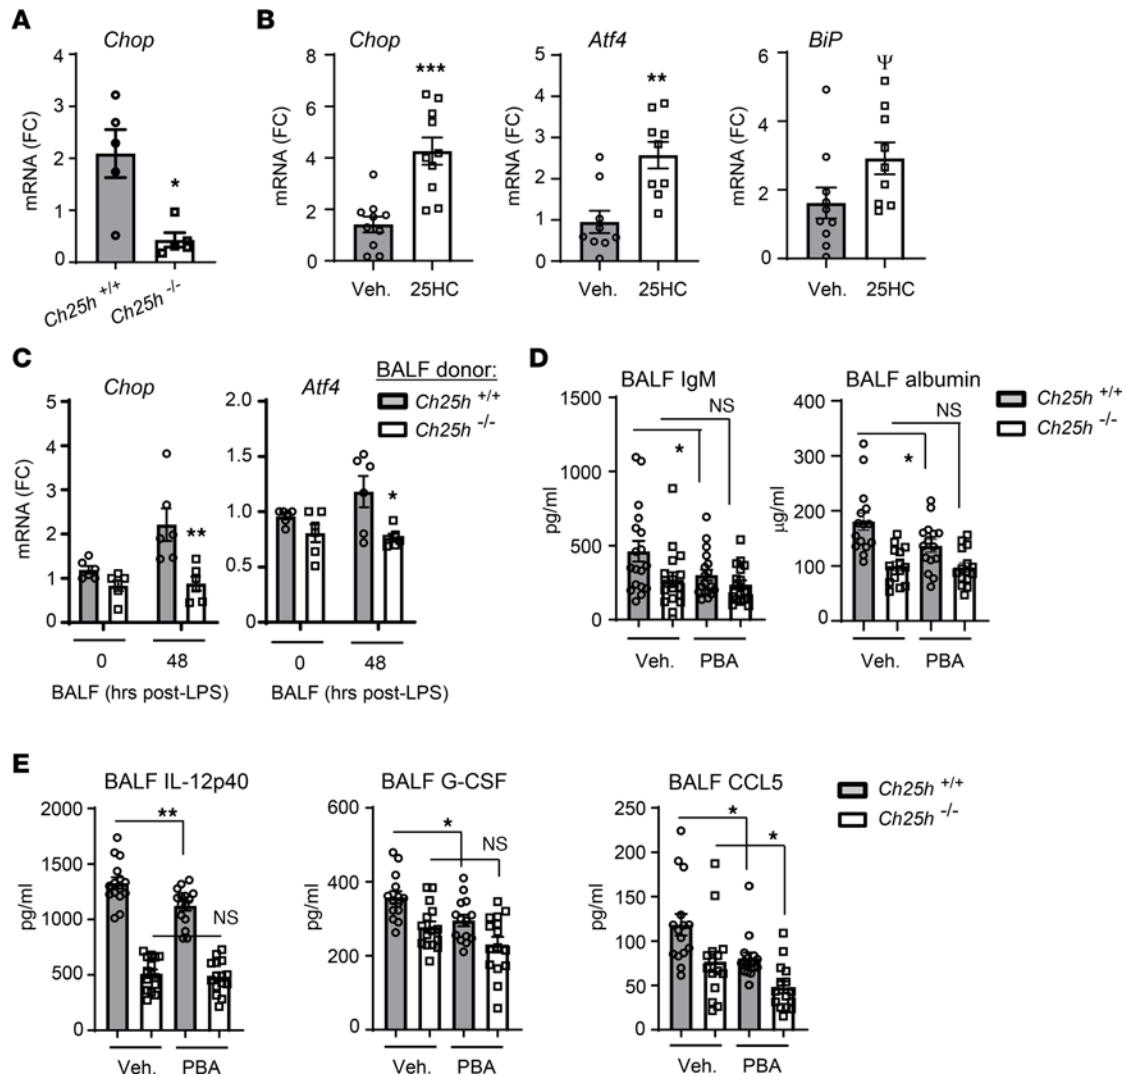 A
Chop
mRNA (FC)
4
3
2
1
0
*
Ch25h +/+
Ch25h -/-
B
Chop
mRNA (FC)
8
6
4
2
0
***
Veh.
25HC
Atf4
mRNA (FC)
5
4
3
2
1
0
**
Veh.
25HC
BiP
mRNA (FC)
6
4
2
0
Ψ
Veh.
25HC
C
Chop
mRNA (FC)
5
4
3
2
1
0
**
0
48
BALF (hrs post-LPS)
Atf4
2.0
1.5
1.0
0.5
0
*
0
48
BALF (hrs post-LPS)
BALF donor:
Ch25h +/+
Ch25h -/-
D
BALF IgM
pg/ml
1500
1000
500
0
NS
*
Veh.
PBA
BALF albumin
µg/ml
400
300
200
100
0
NS
*
Veh.
PBA
Ch25h +/+
Ch25h -/-
E
BALF IL-12p40
pg/ml
2000
1500
1000
500
0
**
NS
Veh.
PBA
BALF G-CSF
pg/ml
600
400
200
0
*
NS
Veh.
PBA
BALF CCL5
pg/ml
250
200
150
100
50
0
*
*
Veh.
PBA
Ch25h +/+
Ch25h -/-